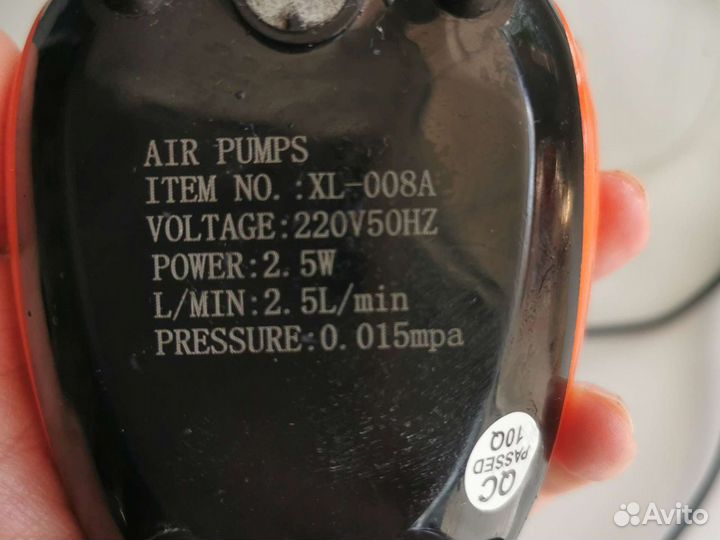 AIR PUMPS
ITEM NO.:XL-008A
VOLTAGE:220V50HZ
POWER:2.5W
L/MIN:2.5L/min
PRESSURE:0.015mpa
QC
PASSED
10Q
Avito